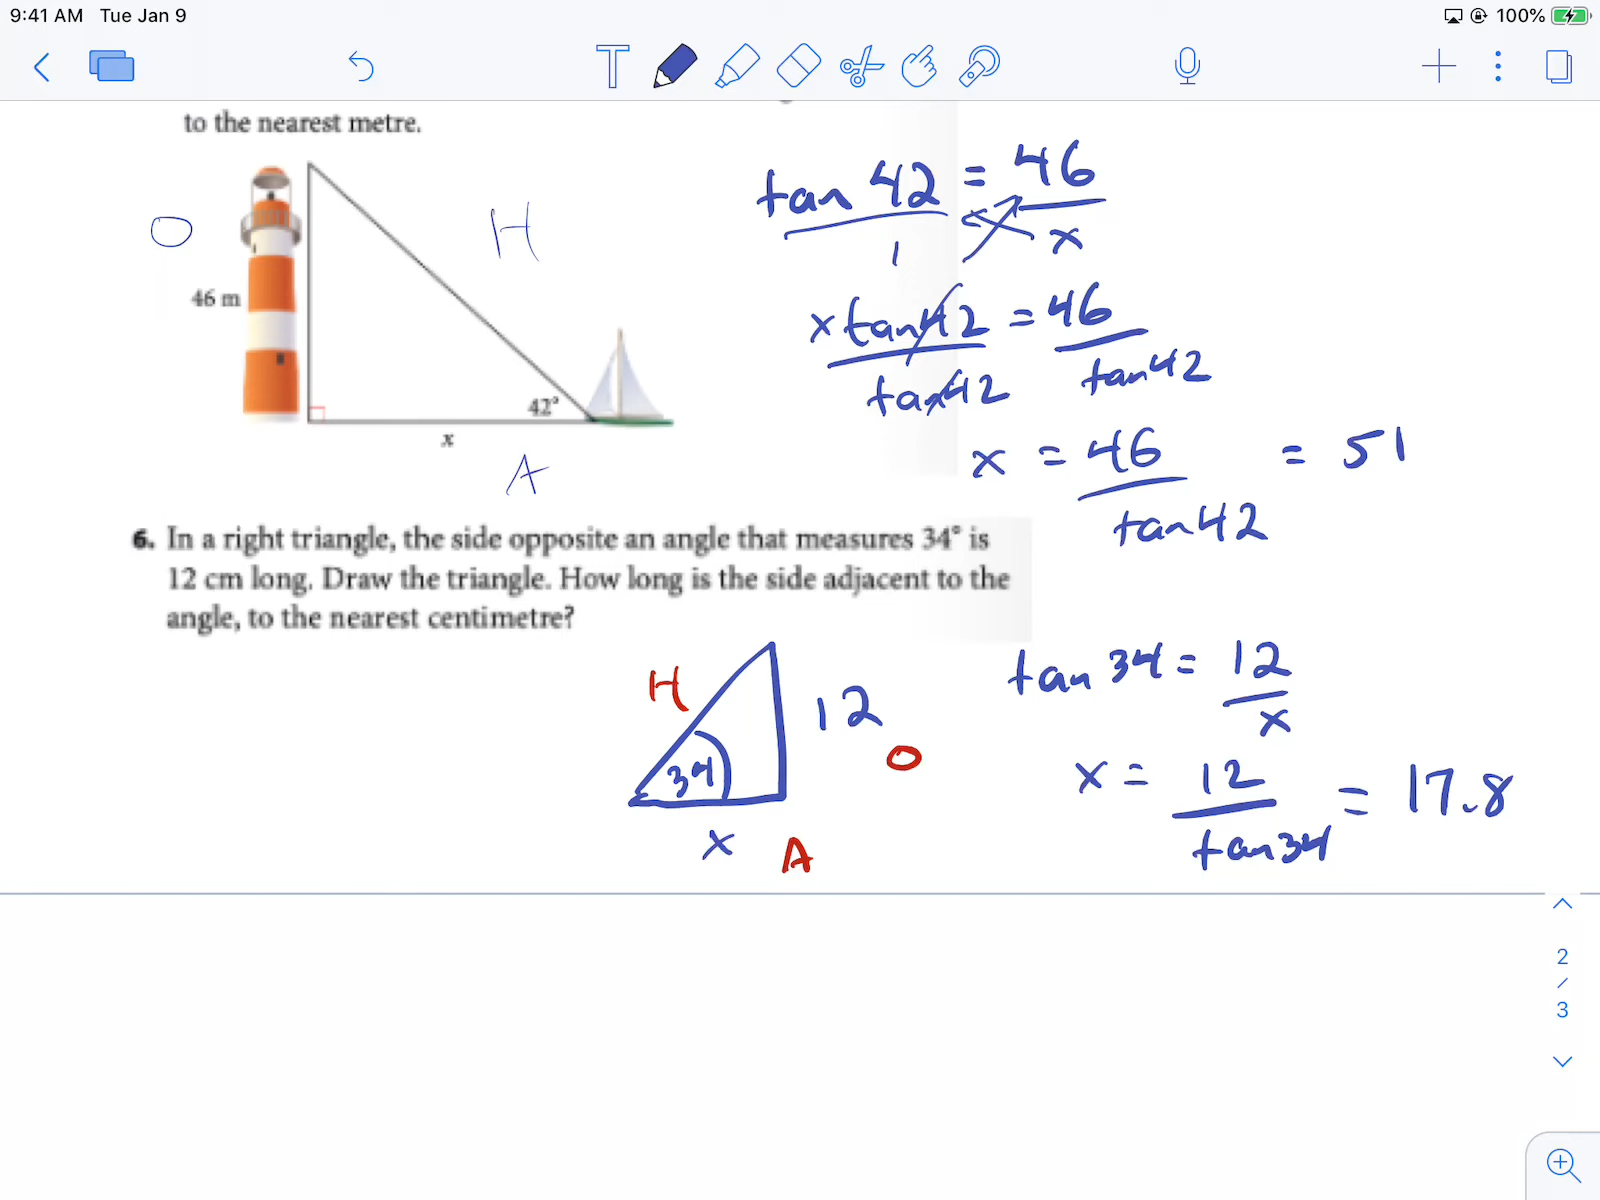 9:41 AM Tue Jan 9
100%
T
to the nearest metre.
O
H
46 m
42°
x
A
tan 42 = 46
1 x
x tan 42 = 46
tan 42 tan 42
x = 46 = 51
tan 42
6. In a right triangle, the side opposite an angle that measures 34° is
12 cm long. Draw the triangle. How long is the side adjacent to the
angle, to the nearest centimetre?
H
12
O
34
x
A
tan 34 = 12
x
x = 12 = 17.8
tan 34
2
/
3